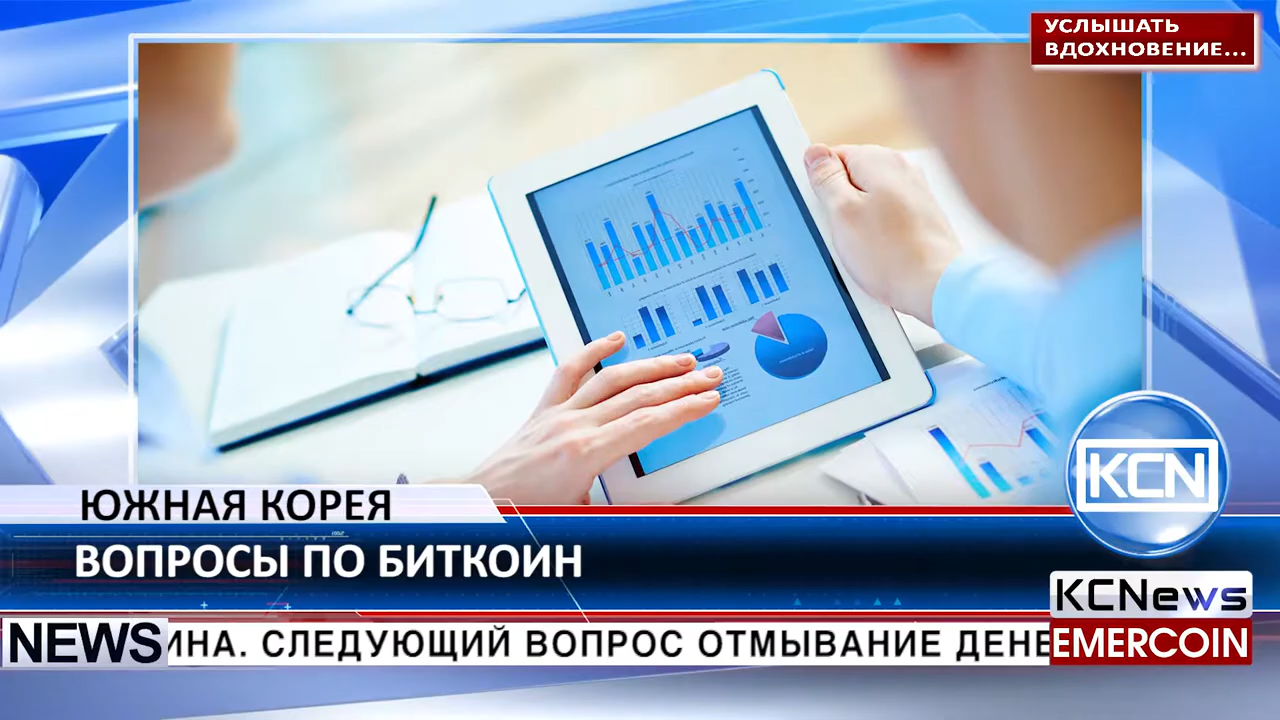 УСЛЫШАТЬ
ВДОХНОВЕНИЕ...
KCN
ЮЖНАЯ КОРЕЯ
ВОПРОСЫ ПО БИТКОИН
KCNews
NEWS ИНА. СЛЕДУЮЩИЙ ВОПРОС ОТМЫВАНИЕ ДЕНЕ
EMERCOIN